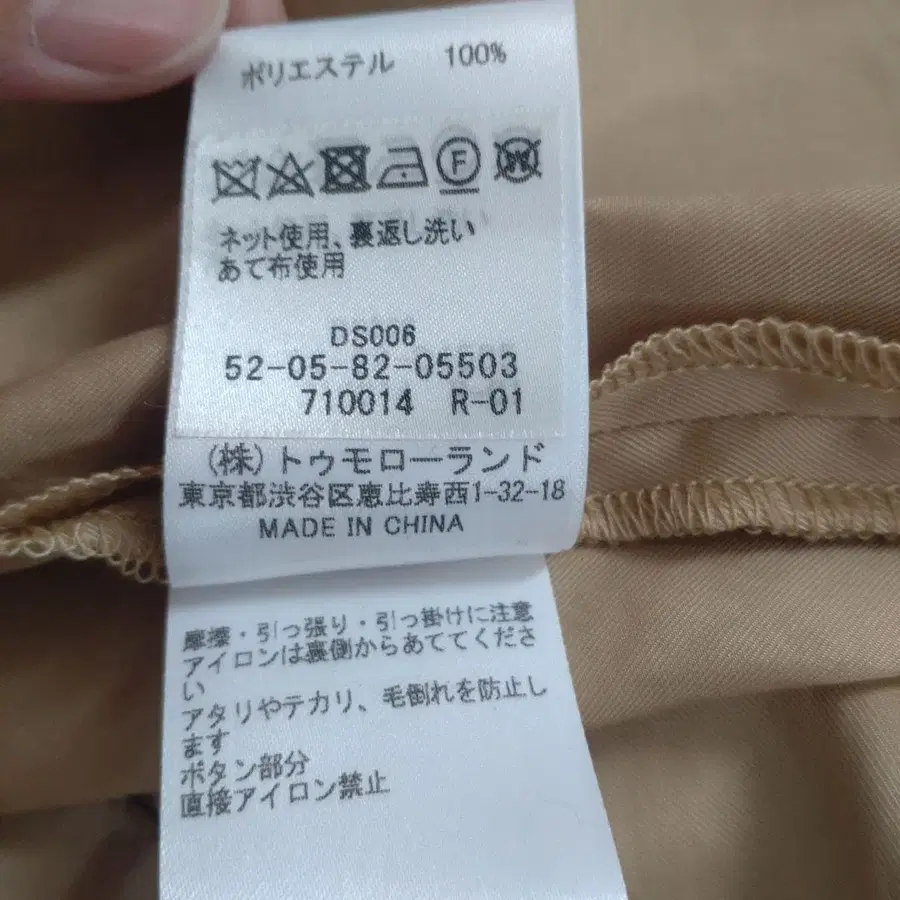 ポリエステル 100%
F
W
ネット使用、裏返し洗い
あて布使用
DS006
52-05-82-05503
710014 R-01
(株)トゥモローランド
東京都渋谷区恵比寿西1-32-18
MADE IN CHINA
摩擦・引っ張り・引っ掛けに注意
アイロンは裏側からあててくださ
い
アタリやテカリ、毛倒れを防止し
ます
ボタン部分
直接アイロン禁止